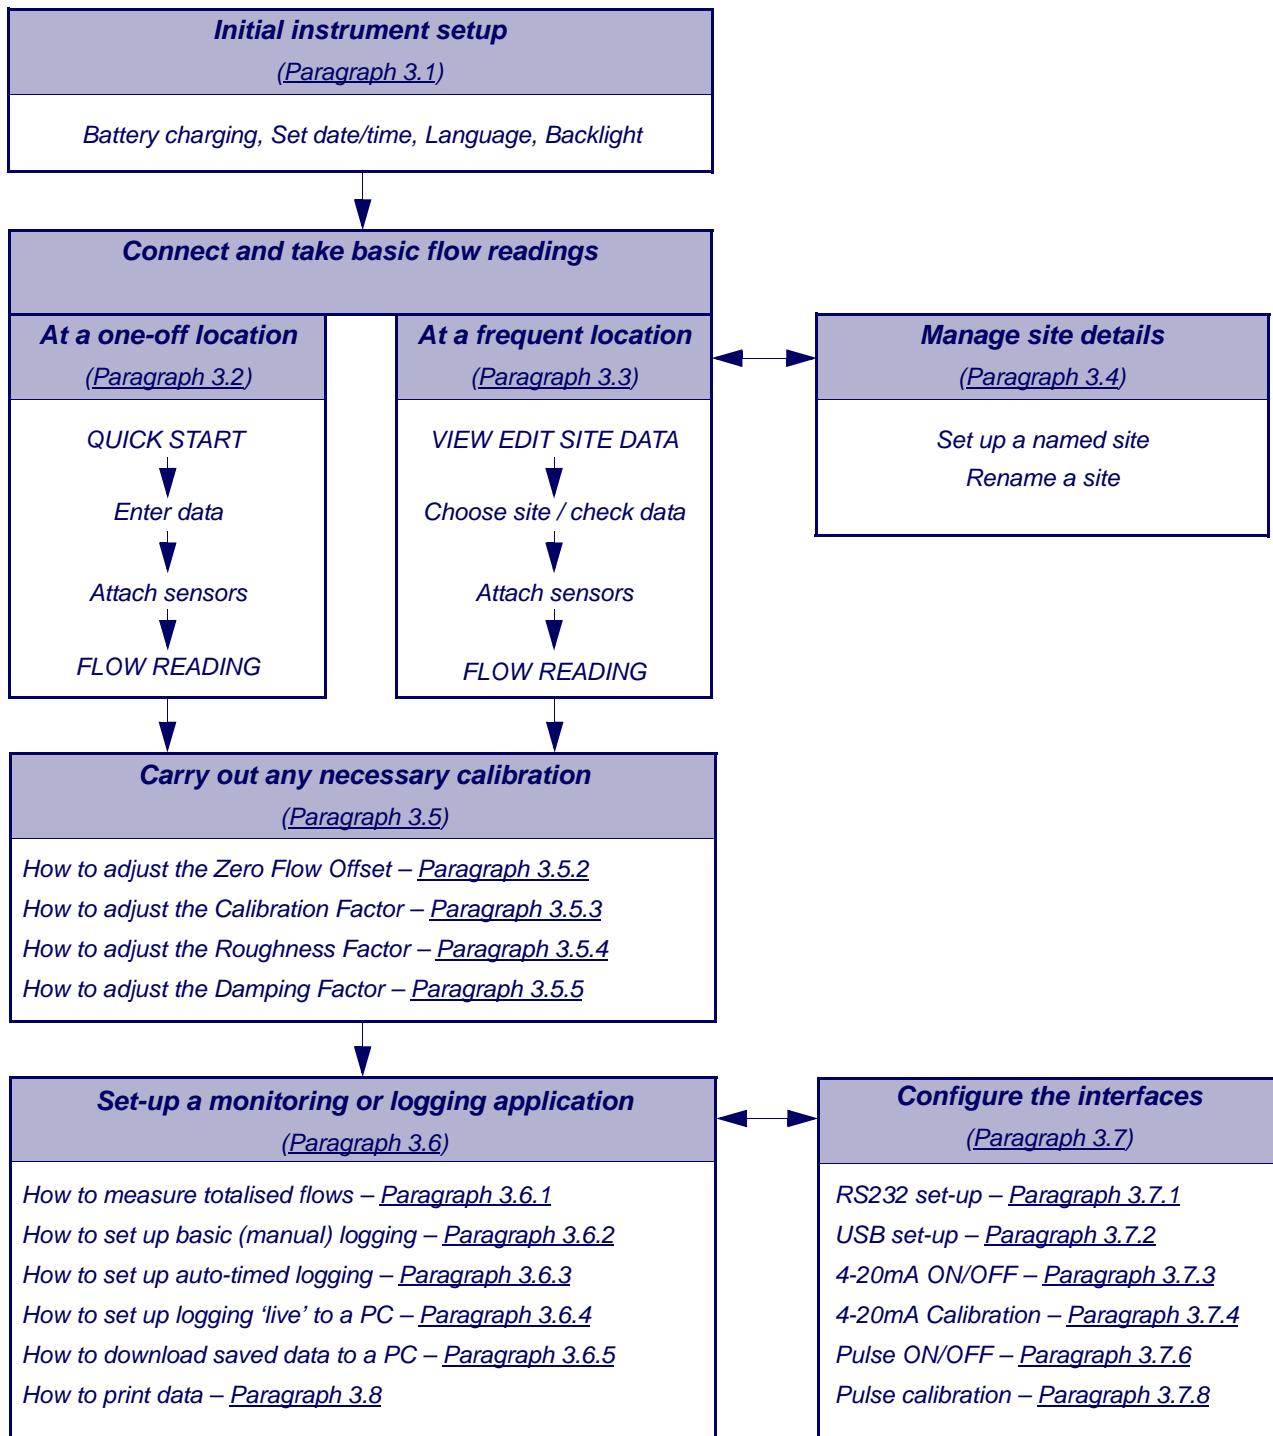 Initial instrument setup
(Paragraph 3.1)
Battery charging, Set date/time, Language, Backlight
Connect and take basic flow readings
At a one-off location
(Paragraph 3.2)
QUICK START
Enter data
Attach sensors
FLOW READING
At a frequent location
(Paragraph 3.3)
VIEW EDIT SITE DATA
Choose site / check data
Attach sensors
FLOW READING
Manage site details
(Paragraph 3.4)
Set up a named site
Rename a site
Carry out any necessary calibration
(Paragraph 3.5)
How to adjust the Zero Flow Offset – Paragraph 3.5.2
How to adjust the Calibration Factor – Paragraph 3.5.3
How to adjust the Roughness Factor – Paragraph 3.5.4
How to adjust the Damping Factor – Paragraph 3.5.5
Set-up a monitoring or logging application
(Paragraph 3.6)
How to measure totalised flows – Paragraph 3.6.1
How to set up basic (manual) logging – Paragraph 3.6.2
How to set up auto-timed logging – Paragraph 3.6.3
How to set up logging ‘live’ to a PC – Paragraph 3.6.4
How to download saved data to a PC – Paragraph 3.6.5
How to print data – Paragraph 3.8
Configure the interfaces
(Paragraph 3.7)
RS232 set-up – Paragraph 3.7.1
USB set-up – Paragraph 3.7.2
4-20mA ON/OFF – Paragraph 3.7.3
4-20mA Calibration – Paragraph 3.7.4
Pulse ON/OFF – Paragraph 3.7.6
Pulse calibration – Paragraph 3.7.8